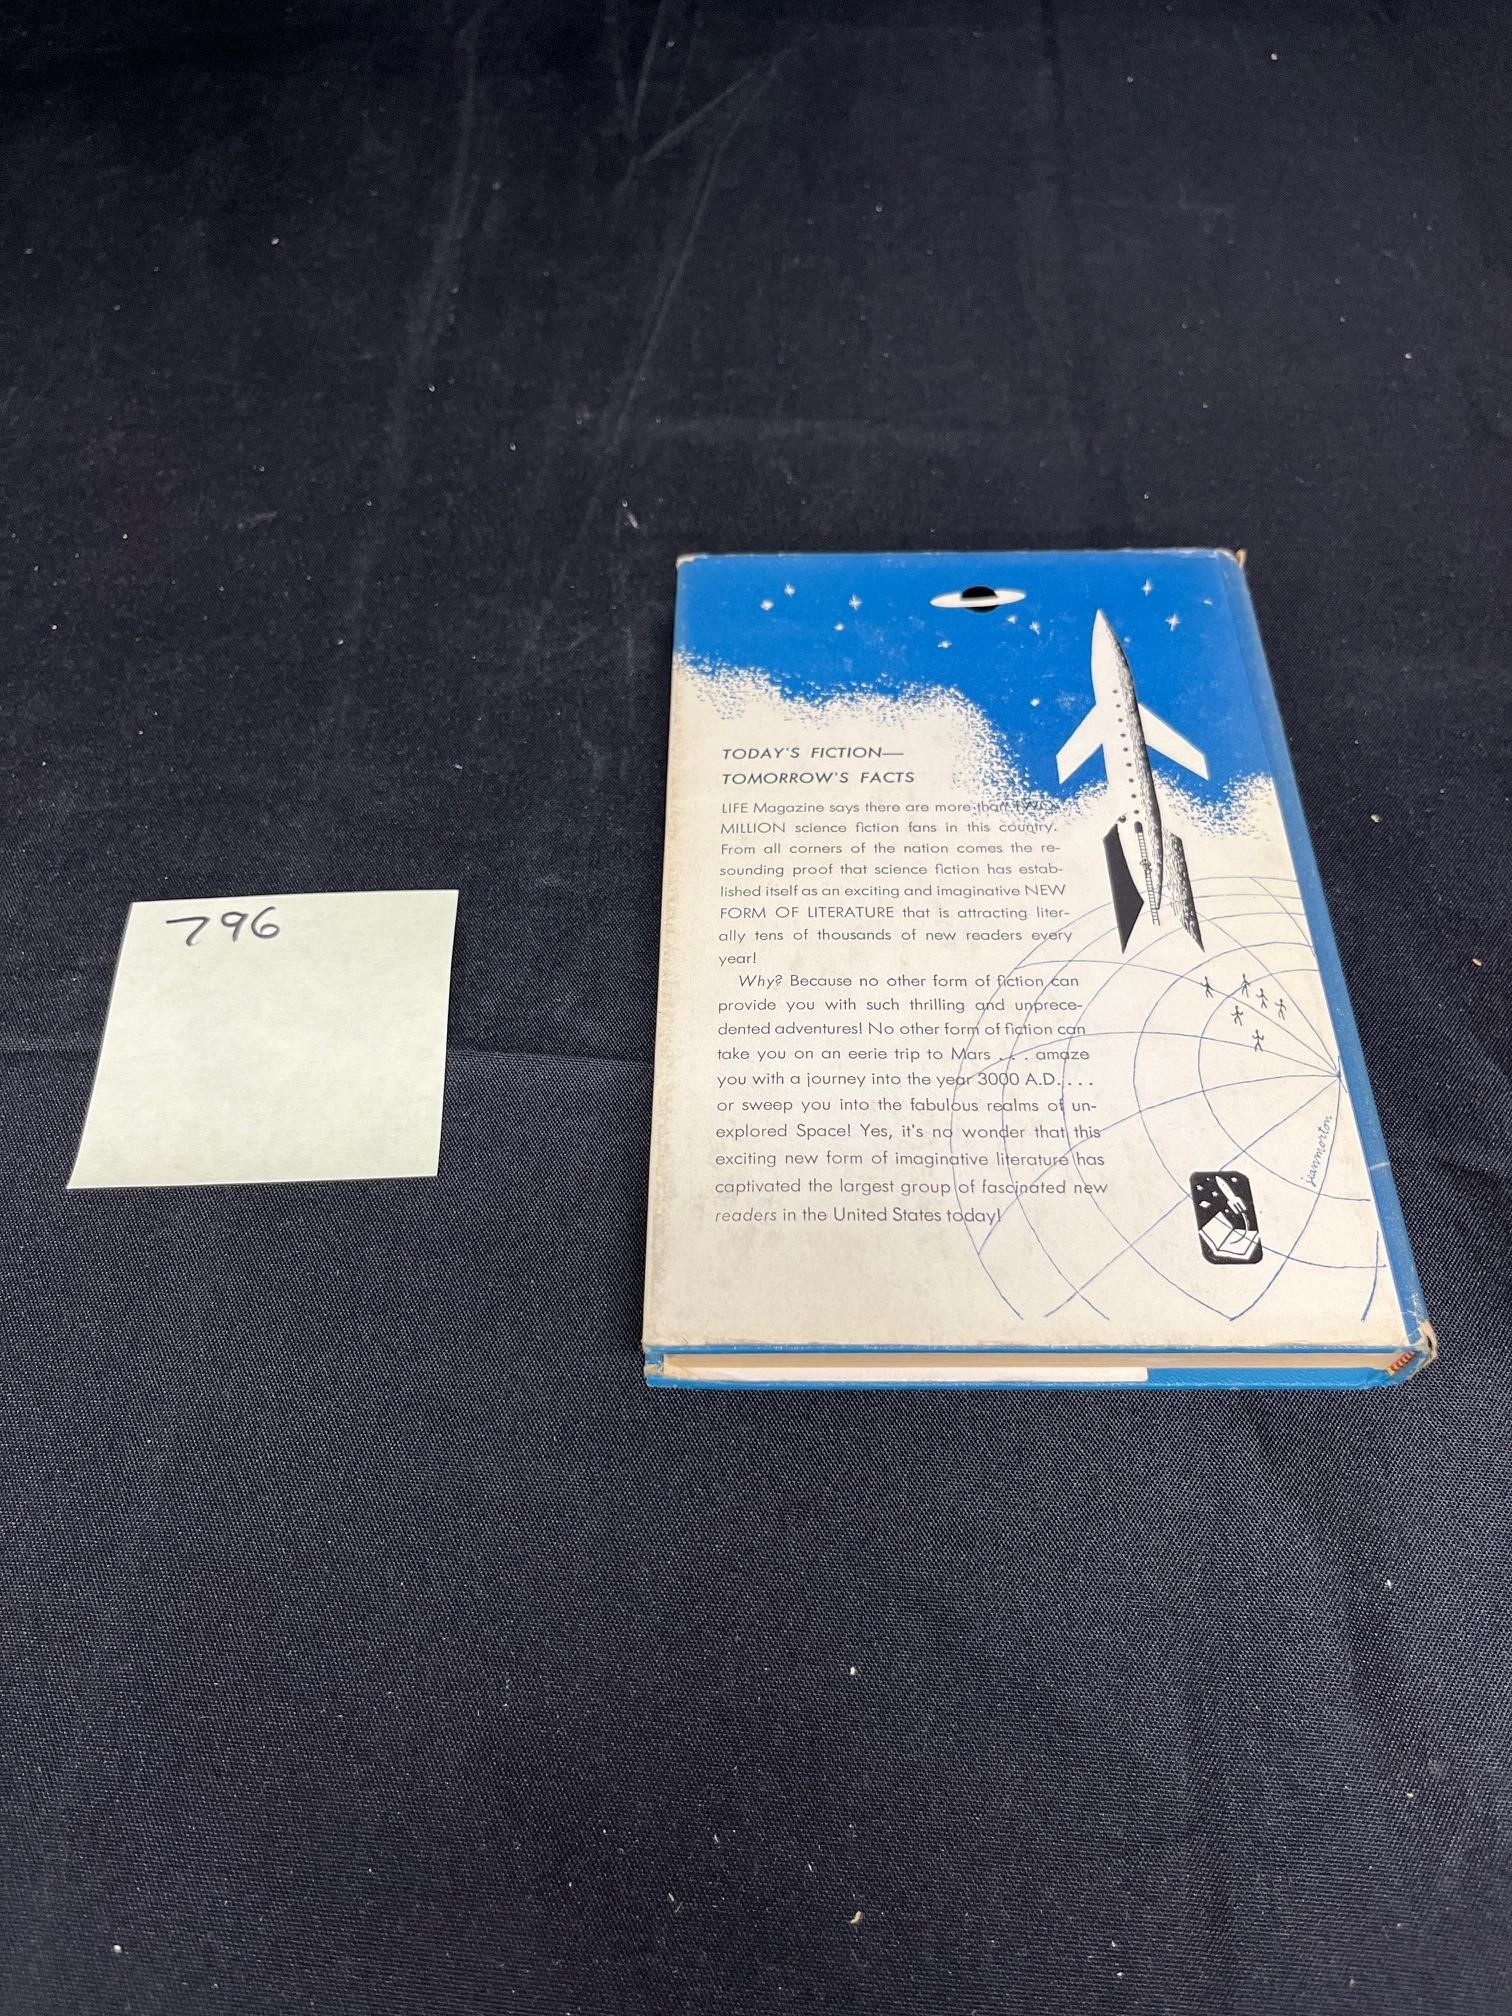 796
TODAY'S FICTION—
TOMORROW'S FACTS
LIFE Magazine says there are more than TWO
MILLION science fiction fans in this country.
From all corners of the nation comes the re-
sounding proof that science fiction has estab-
lished itself as an exciting and imaginative NEW
FORM OF LITERATURE that is attracting liter-
ally tens of thousands of new readers every
year!
Why? Because no other form of fiction can
provide you with such thrilling and unprece-
dented adventures! No other form of fiction can
take you on an eerie trip to Mars . . . amaze
you with a journey into the year 3000 A.D. . . .
or sweep you into the fabulous realms of un-
explored Space! Yes, it's no wonder that this
exciting new form of imaginative literature has
captivated the largest group of fascinated new
readers in the United States today!
jeanmorton